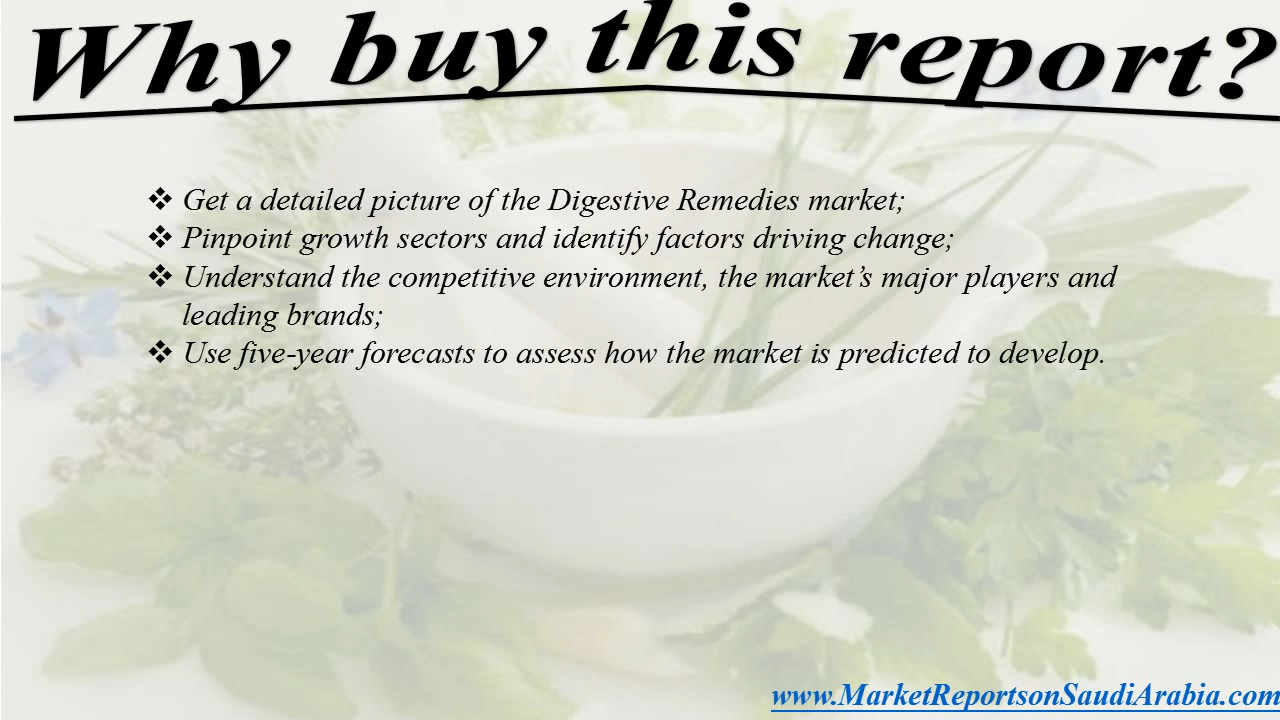 Why buy this report?
❖ Get a detailed picture of the Digestive Remedies market;
❖ Pinpoint growth sectors and identify factors driving change;
❖ Understand the competitive environment, the market’s major players and
leading brands;
❖ Use five-year forecasts to assess how the market is predicted to develop.
www.MarketReportsonSaudiArabia.com